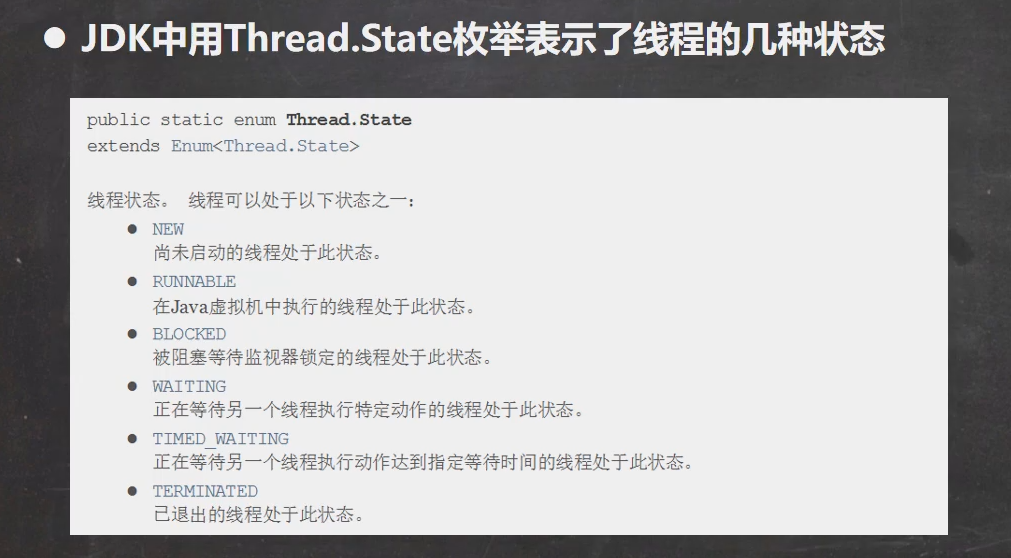 ● JDK中用Thread.State枚举表示了线程的几种状态
public static enum Thread.State
extends Enum<Thread.State>
线程状态。 线程可以处于以下状态之一:
● NEW
尚未启动的线程处于此状态。
● RUNNABLE
在Java虚拟机中执行的线程处于此状态。
● BLOCKED
被阻塞等待监视器锁定的线程处于此状态。
● WAITING
正在等待另一个线程执行特定动作的线程处于此状态。
● TIMED_WAITING
正在等待另一个线程执行动作达到指定等待时间的线程处于此状态。
● TERMINATED
已退出的线程处于此状态。